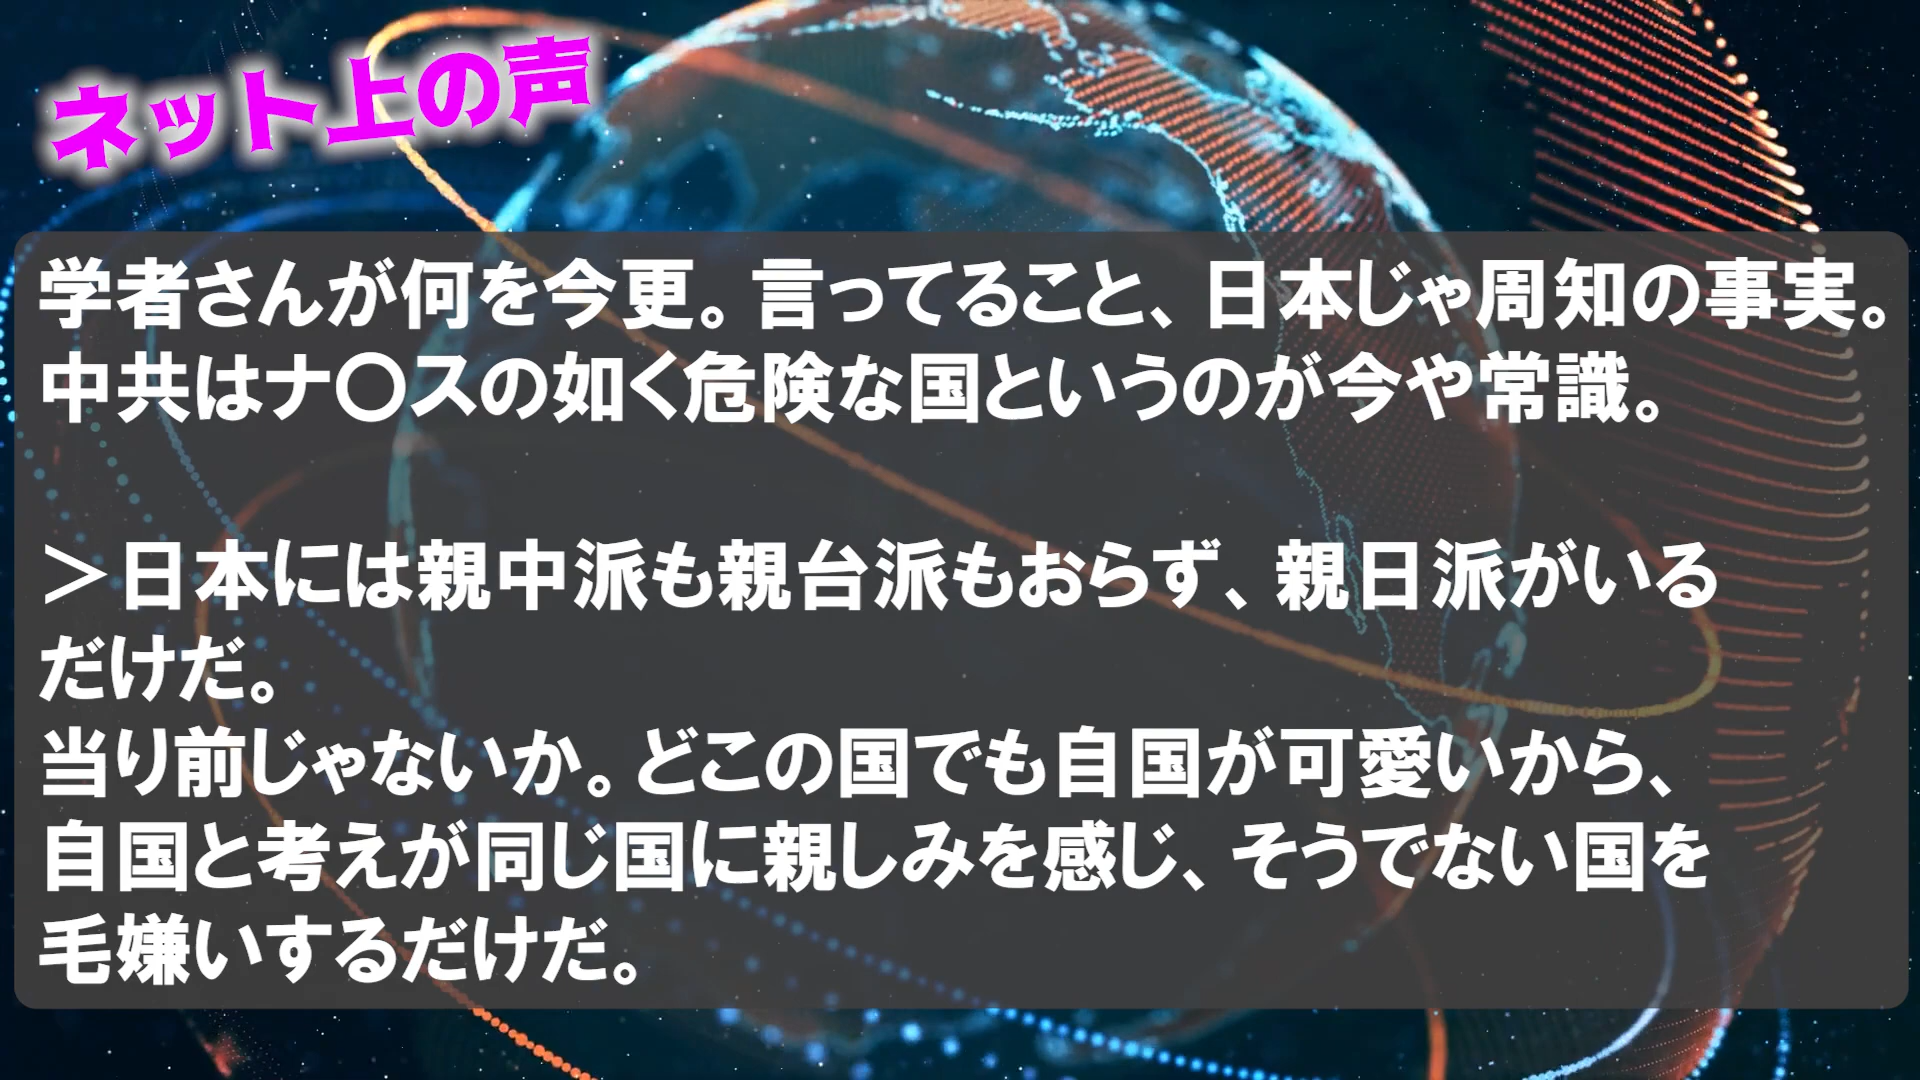 ネット上の声
学者さんが何を今更。言ってること、日本じゃ周知の事実。
中共はナ〇スの如く危険な国というのが今や常識。
＞日本には親中派も親台派もおらず、親日派がいる
だけだ。
当り前じゃないか。どこの国でも自国が可愛いから、
自国と考えが同じ国に親しみを感じ、そうでない国を
毛嫌いするだけだ。